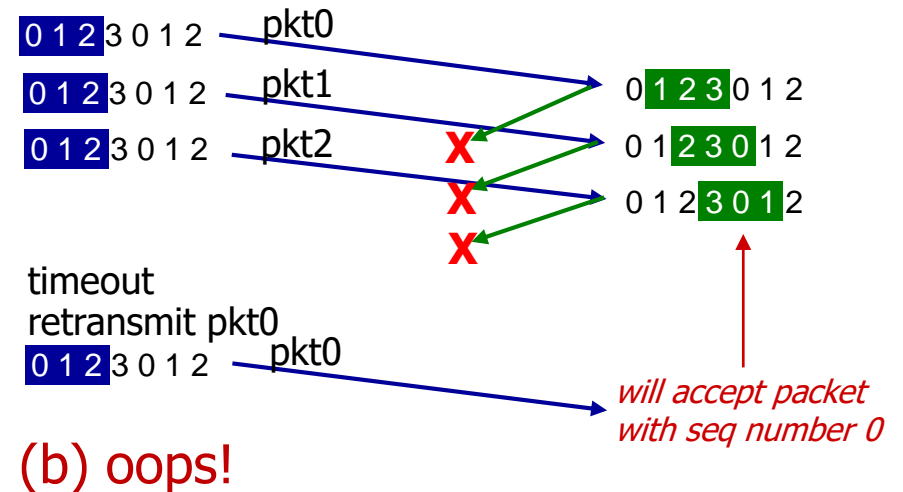 0 1 2 3 0 1 2 pkt0
0 1 2 3 0 1 2
0 1 2 3 0 1 2 pkt1
X 0 1 2 3 0 1 2
0 1 2 3 0 1 2 pkt2
X 0 1 2 3 0 1 2
X
timeout
retransmit pkt0
0 1 2 3 0 1 2 pkt0
will accept packet
with seq number 0
(b) oops!